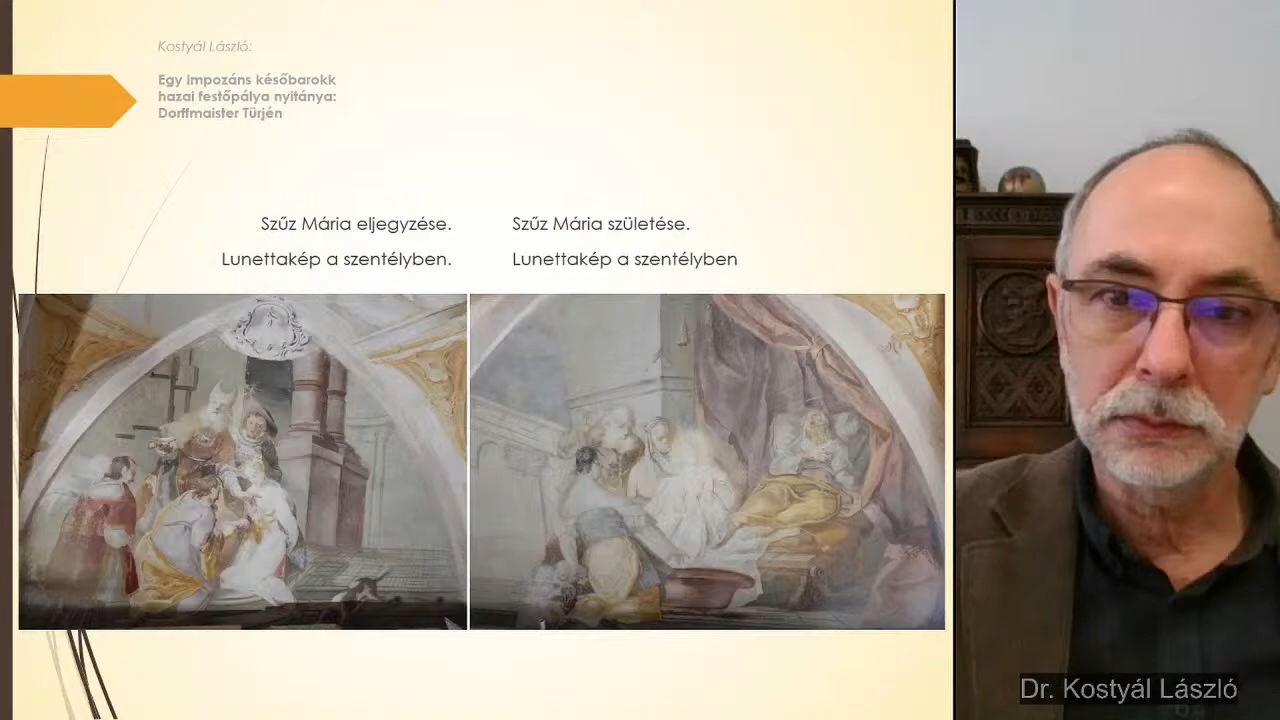 Kostyál László:
Egy impozáns későbarokk
hazai festőpálya nyitánya:
Dorffmaister Türjén
Szűz Mária eljegyzése.
Lunettakép a szentélyben.
Szűz Mária születése.
Lunettakép a szentélyben
Dr. Kostyál László